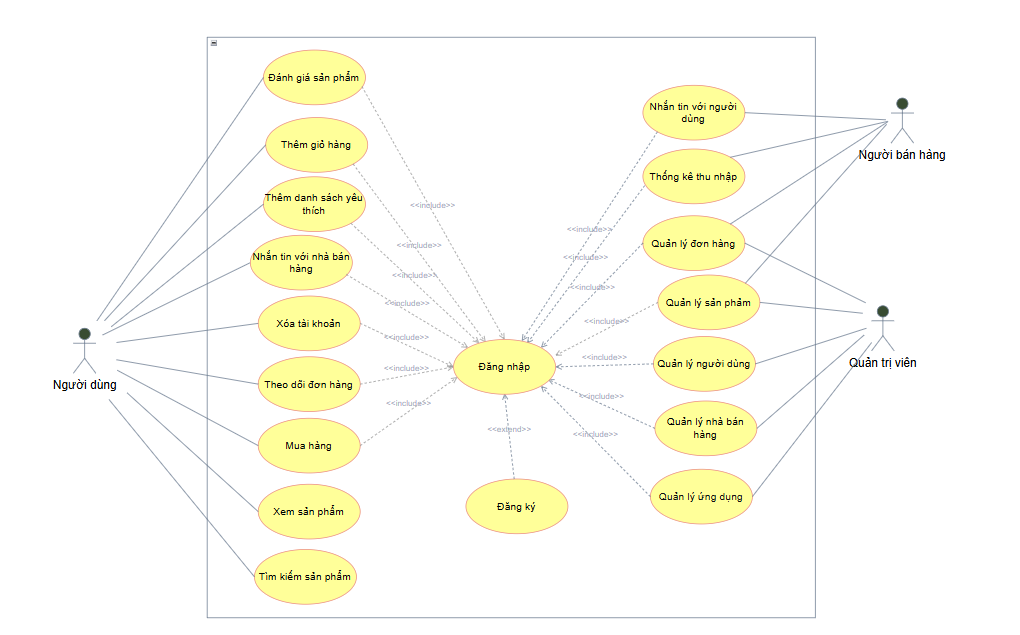 Đánh giá sản phẩm
Thêm giỏ hàng
Thêm danh sách yêu
thích
Nhắn tin với nhà bán
hàng
Xóa tài khoản
Theo dõi đơn hàng
Mua hàng
Xem sản phẩm
Tìm kiếm sản phẩm
Người dùng
<<include>>
<<include>>
<<include>>
<<include>>
<<include>>
<<include>>
<<include>>
Đăng nhập
<<extend>>
Đăng ký
<<include>>
<<include>>
<<include>>
<<include>>
<<include>>
<<include>>
<<include>>
Nhắn tin với người
dùng
Thống kê thu nhập
Quản lý đơn hàng
Quản lý sản phảm
Quản lý người dùng
Quản lý nhà bán
hàng
Quản lý ứng dụng
Người bán hàng
Quản trị viên